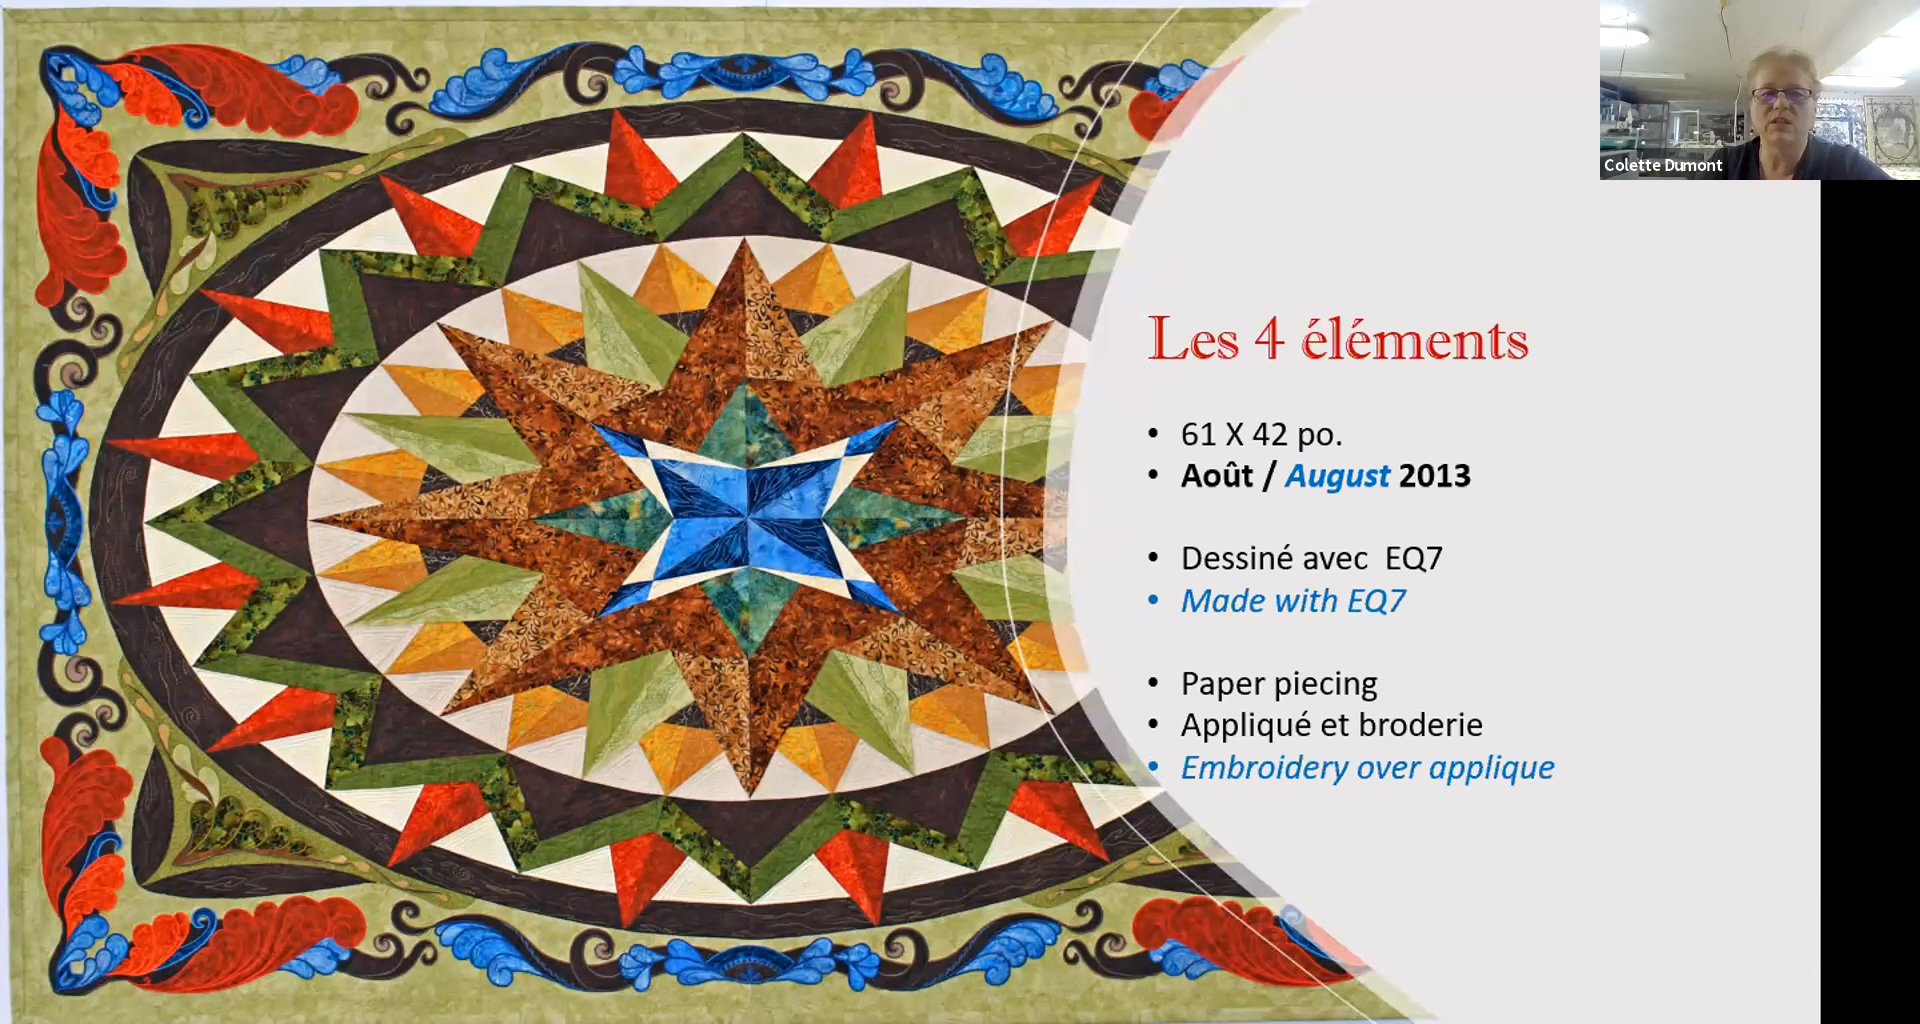 Colette Dumont
Les 4 éléments
• 61 X 42 po.
• Août / August 2013
• Dessiné avec  EQ7
• Made with EQ7
• Paper piecing
• Appliqué et broderie
• Embroidery over applique